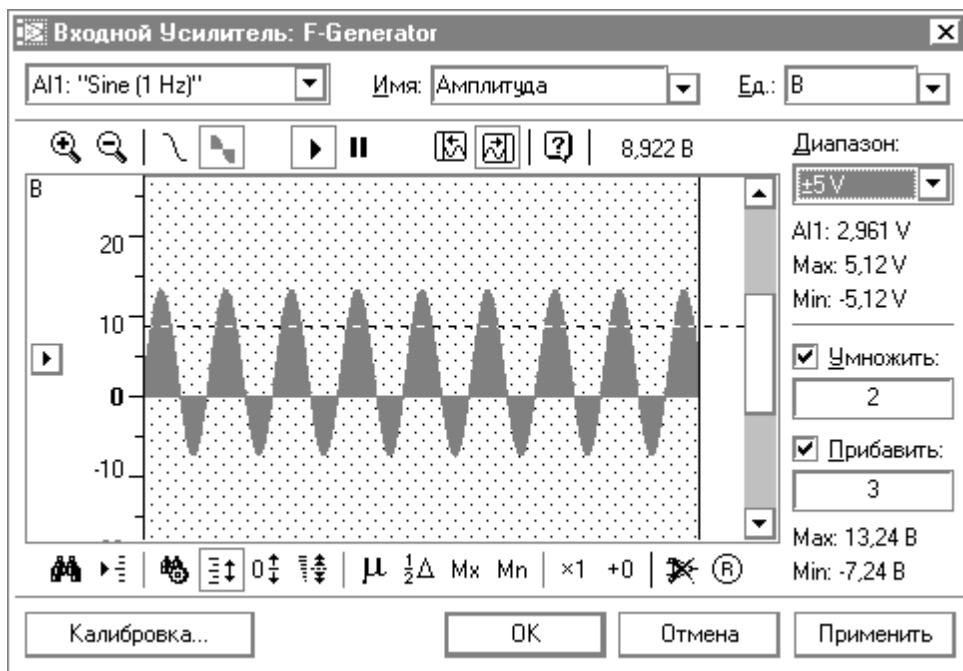 Входной Усилитель: F-Generator
AI1: "Sine (1 Hz)"
Имя: Амплитуда
Ед.: В
8,922 В
Диапазон:
±5 V
AI1: 2,961 V
Max: 5,12 V
Min: -5,12 V
В
20
10
0
-10
Умножить:
2
Прибавить:
3
Max: 13,24 В
Min: -7,24 В
µ ½Δ Mx Mn ×1 +0 R
Калибровка...
OK
Отмена
Применить